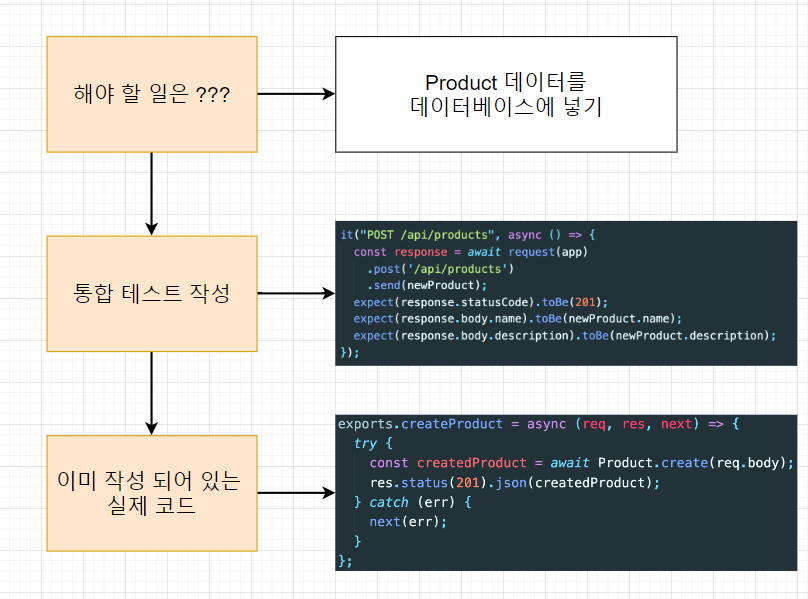 해야 할 일은 ???
Product 데이터를
데이터베이스에 넣기
통합 테스트 작성
it("POST /api/products", async () => {
  const response = await request(app)
    .post('/api/products')
    .send(newProduct);
  expect(response.statusCode).toBe(201);
  expect(response.body.name).toBe(newProduct.name);
  expect(response.body.description).toBe(newProduct.description);
});
이미 작성 되어 있는
실제 코드
exports.createProduct = async (req, res, next) => {
  try {
    const createdProduct = await Product.create(req.body);
    res.status(201).json(createdProduct);
  } catch (err) {
    next(err);
  }
};